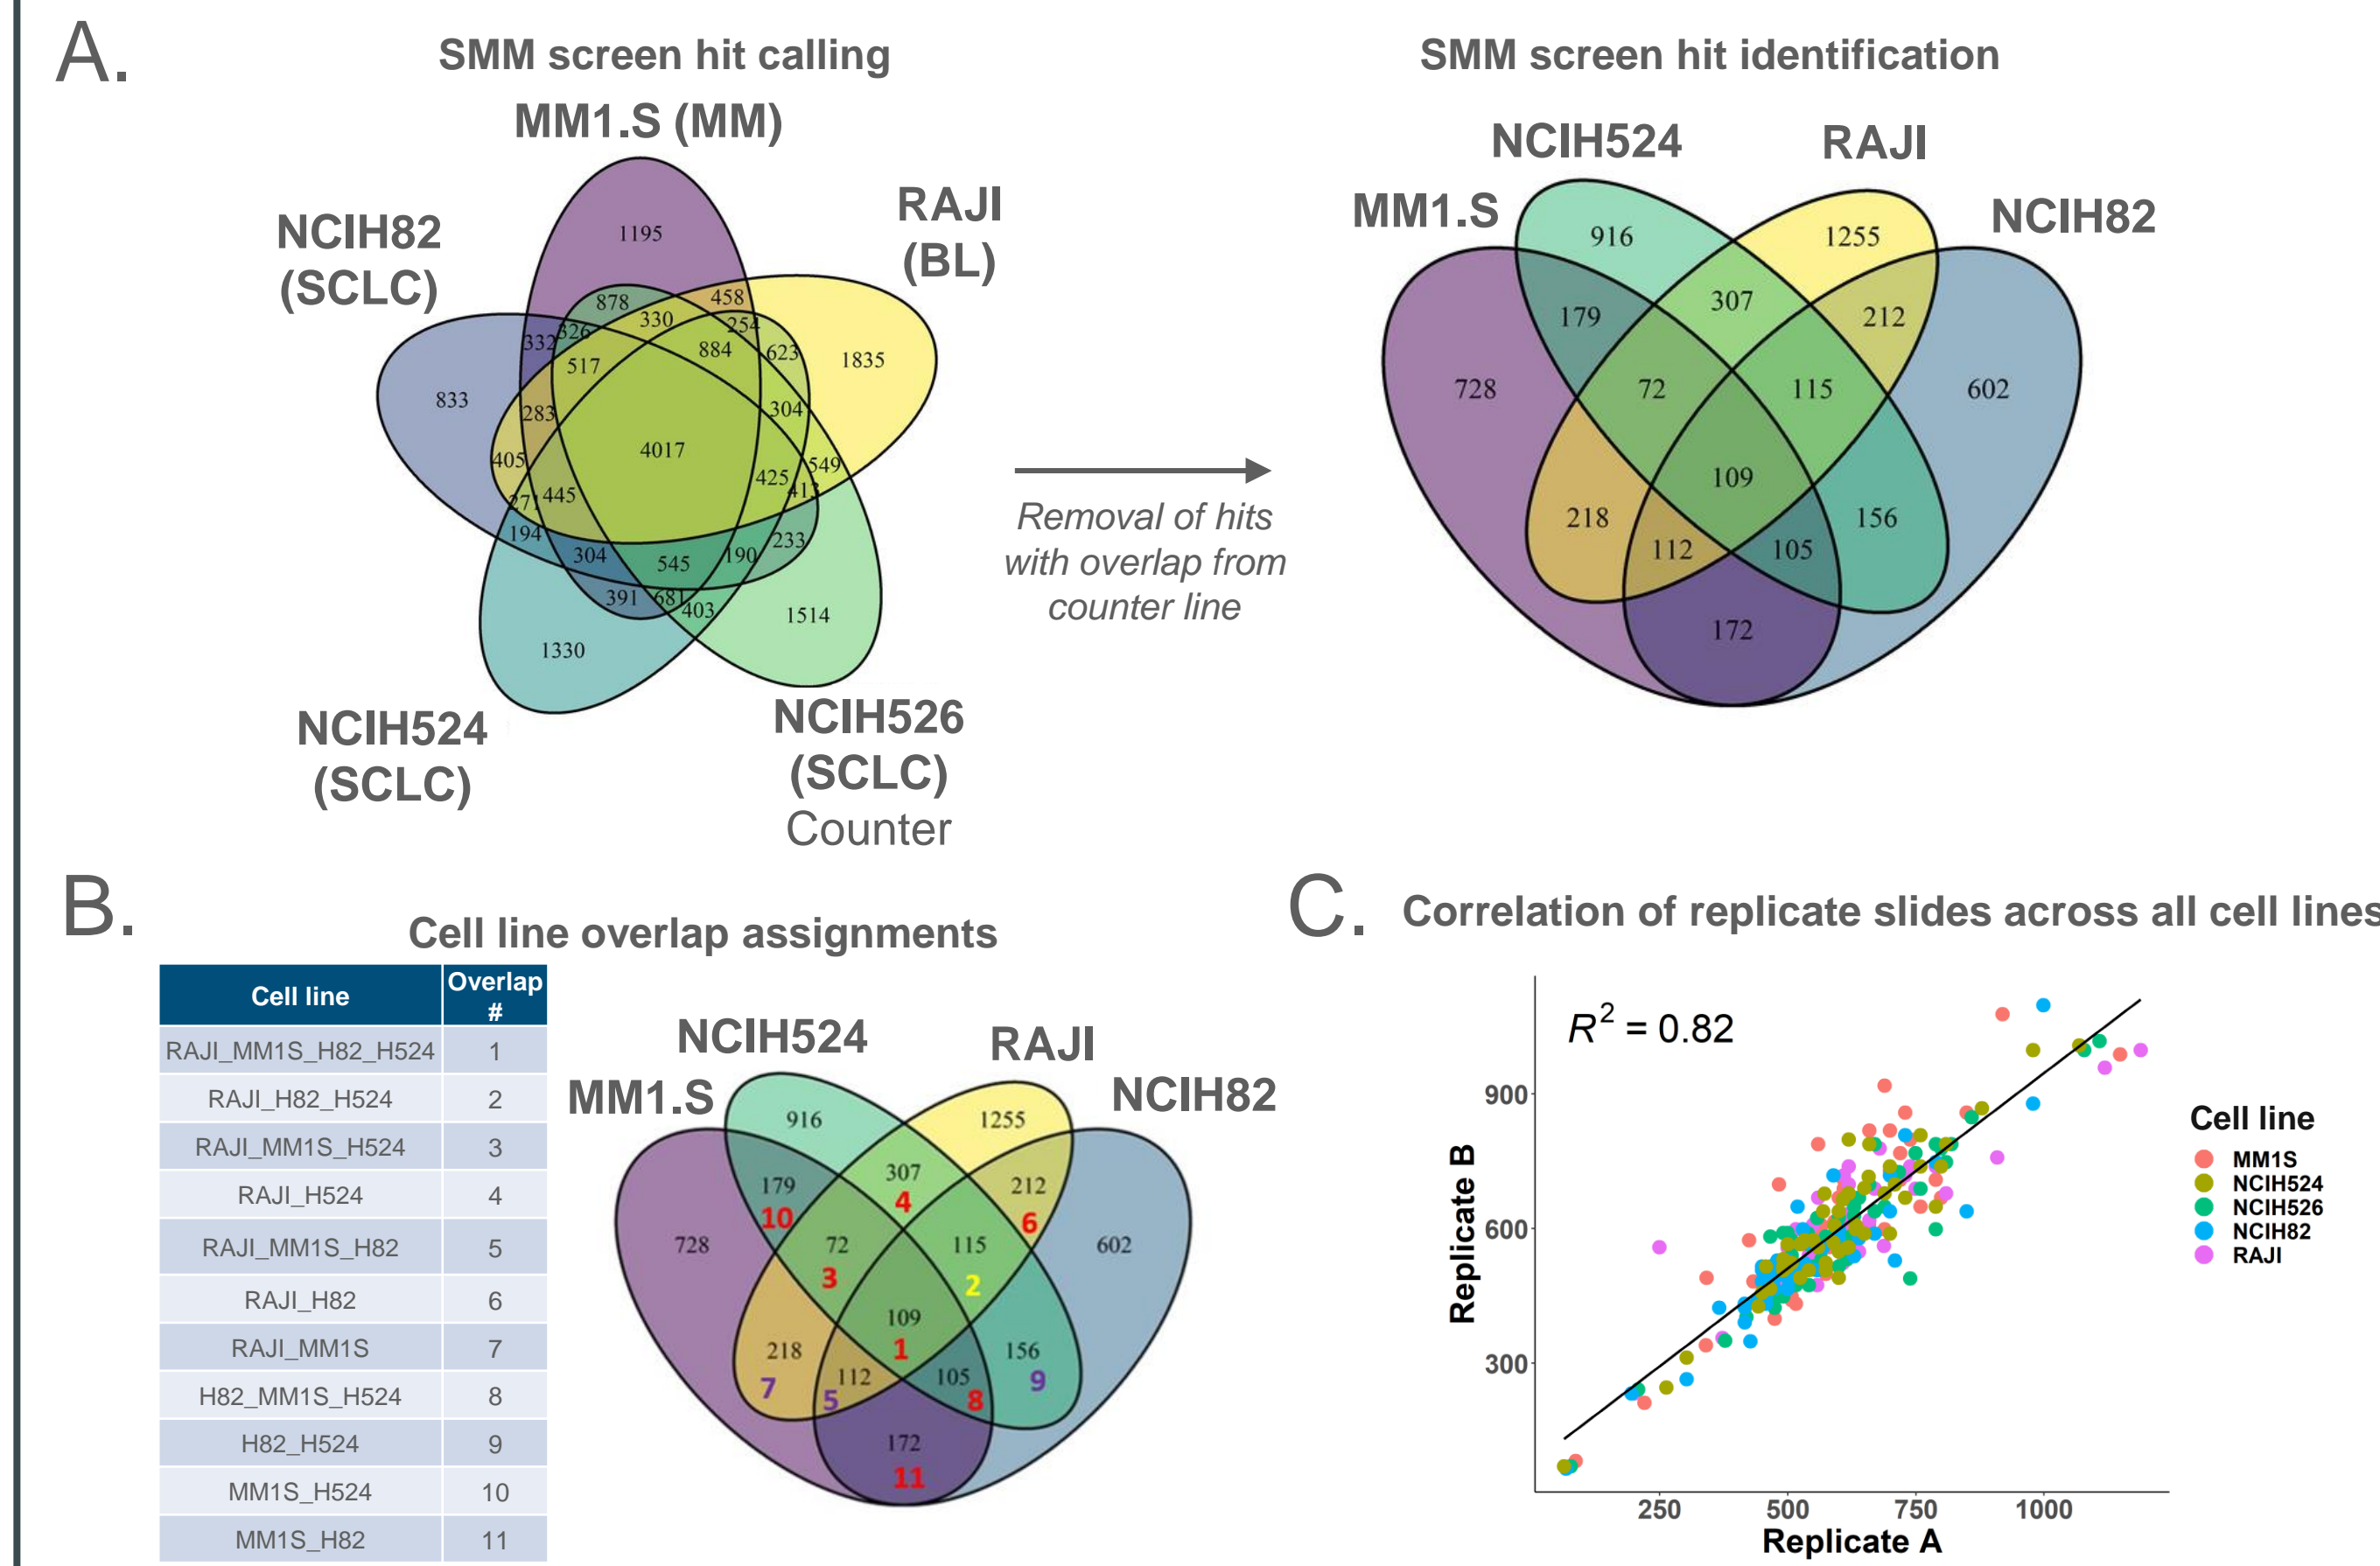 A.
SMM screen hit calling
MM1.S (MM)
RAJI
(BL)
NCIH82
(SCLC)
1195
878
458
330
254
326
332
884
623
1835
517
833
283
304
4017
405
549
425
413
271
445
194
304
545
190
233
391
681
403
1514
1330
NCIH524
(SCLC)
NCIH526
(SCLC)
Counter
Removal of hits
with overlap from
counter line
SMM screen hit identification
NCIH524
RAJI
MM1.S
NCIH82
916
1255
179
307
212
728
72
115
602
109
218
156
112
105
172
B.
Cell line overlap assignments
Cell line
Overlap
#
RAJI_MM1S_H82_H524 1
RAJI_H82_H524 2
RAJI_MM1S_H524 3
RAJI_H524 4
RAJI_MM1S_H82 5
RAJI_H82 6
RAJI_MM1S 7
H82_MM1S_H524 8
H82_H524 9
MM1S_H524 10
MM1S_H82 11
NCIH524
RAJI
MM1.S
NCIH82
916
1255
179
10
307
4
212
6
728
72
3
115
2
602
109
1
218
7
112
5
105
8
156
9
172
11
C.
Correlation of replicate slides across all cell lines
R² = 0.82
Replicate B
900
600
300
250
500
750
1000
Replicate A
Cell line
MM1S
NCIH524
NCIH526
NCIH82
RAJI